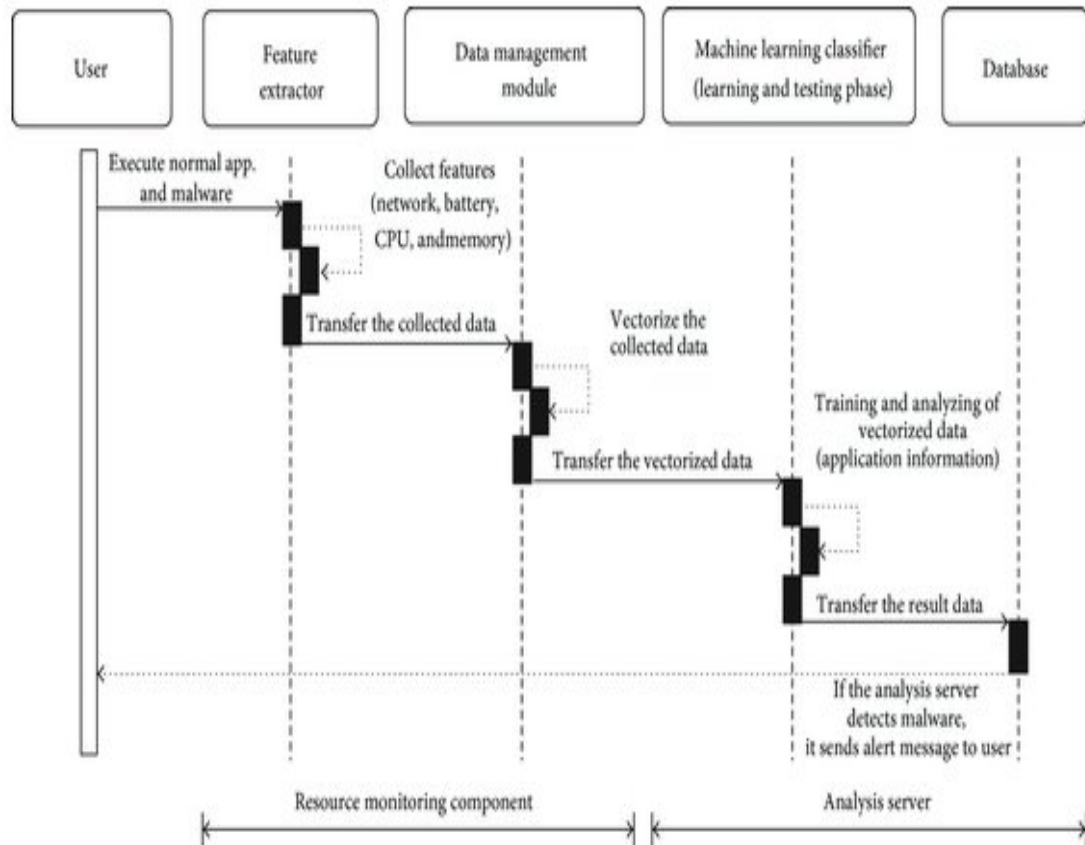 User
Feature
extractor
Data management
module
Machine learning classifier
(learning and testing phase)
Database
Execute normal app.
and malware
Collect features
(network, battery,
CPU, andmemory)
Transfer the collected data
Vectorize the
collected data
Transfer the vectorized data
Training and analyzing of
vectorized data
(application information)
Transfer the result data
If the analysis server
detects malware,
it sends alert message to user
Resource monitoring component
Analysis server